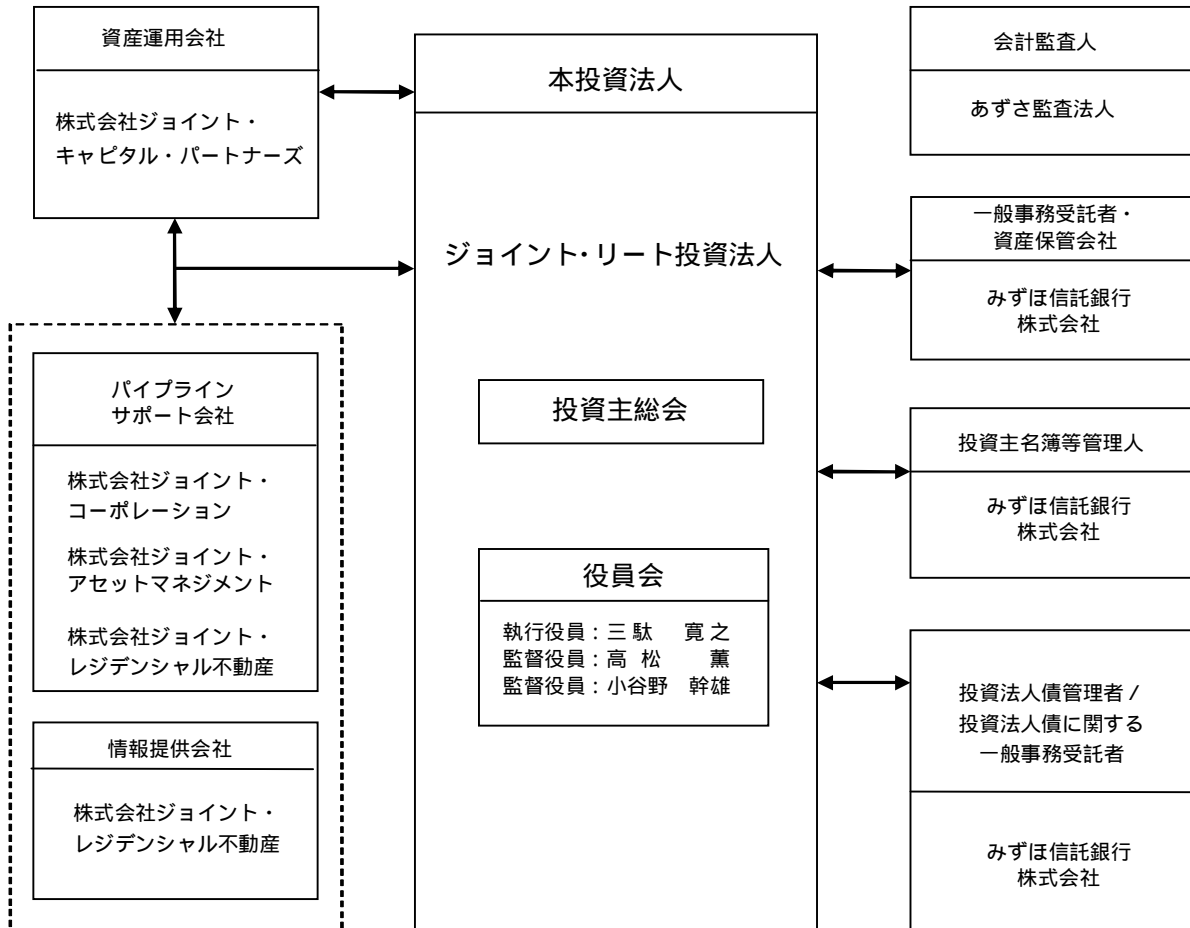 資産運用会社
株式会社ジョイント・
キャピタル・パートナーズ
パイプライン
サポート会社
株式会社ジョイント・
コーポレーション
株式会社ジョイント・
アセットマネジメント
株式会社ジョイント・
レジデンシャル不動産
情報提供会社
株式会社ジョイント・
レジデンシャル不動産
本投資法人
ジョイント・リート投資法人
投資主総会
役員会
執行役員：三駄 寛之
監督役員：高松 薫
監督役員：小谷野 幹雄
会計監査人
あずさ監査法人
一般事務受託者・
資産保管会社
みずほ信託銀行
株式会社
投資主名簿等管理人
みずほ信託銀行
株式会社
投資法人債管理者/
投資法人債に関する
一般事務受託者
みずほ信託銀行
株式会社